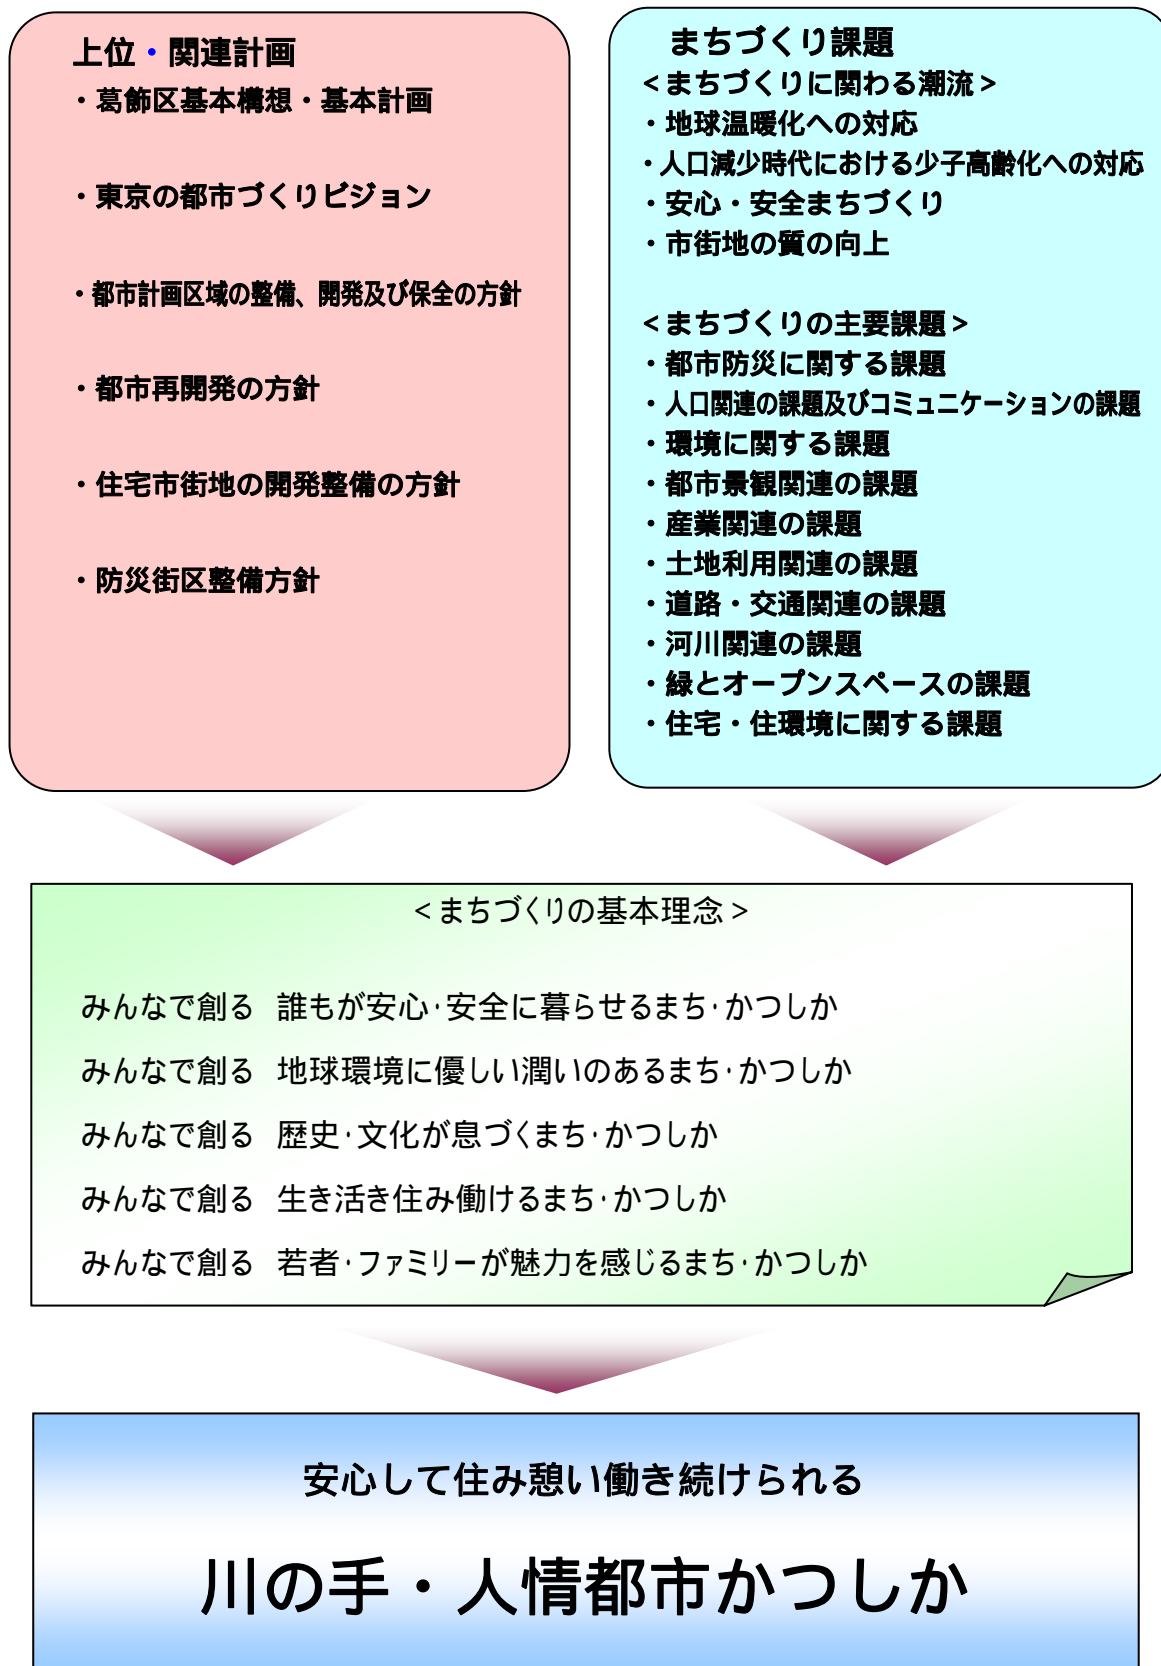 上位・関連計画
・葛飾区基本構想・基本計画
・東京の都市づくりビジョン
・都市計画区域の整備、開発及び保全の方針
・都市再開発の方針
・住宅市街地の開発整備の方針
・防災街区整備方針
まちづくり課題
＜まちづくりに関わる潮流＞
・地球温暖化への対応
・人口減少時代における少子高齢化への対応
・安心・安全まちづくり
・市街地の質の向上
＜まちづくりの主要課題＞
・都市防災に関する課題
・人口関連の課題及びコミュニケーションの課題
・環境に関する課題
・都市景観関連の課題
・産業関連の課題
・土地利用関連の課題
・道路・交通関連の課題
・河川関連の課題
・緑とオープンスペースの課題
・住宅・住環境に関する課題
＜まちづくりの基本理念＞
みんなで創る 誰もが安心・安全に暮らせるまち・かつしか
みんなで創る 地球環境に優しい潤いのあるまち・かつしか
みんなで創る 歴史・文化が息づくまち・かつしか
みんなで創る 生き活き住み働けるまち・かつしか
みんなで創る 若者・ファミリーが魅力を感じるまち・かつしか
安心して住み憩い働き続けられる
川の手・人情都市かつしか